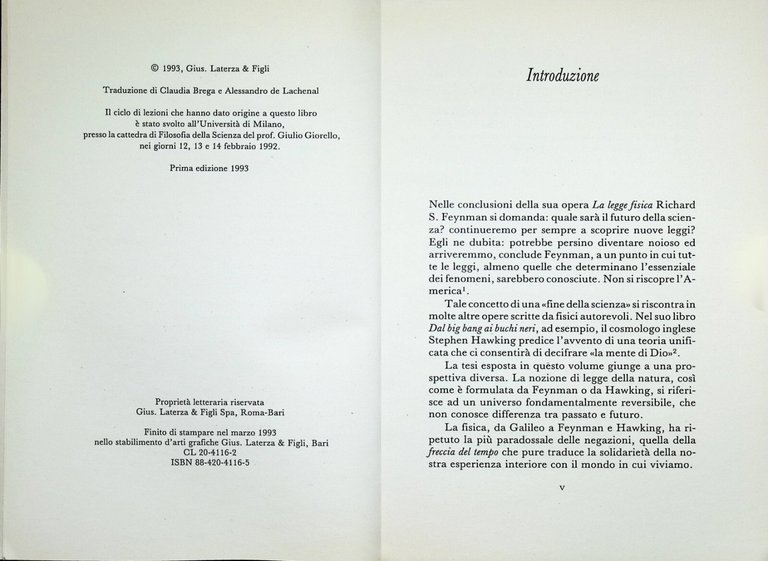 © 1993, Gius. Laterza & Figli
Traduzione di Claudia Brega e Alessandro de Lachenal
Il ciclo di lezioni che hanno dato origine a questo libro
è stato svolto all'Università di Milano,
presso la cattedra di Filosofia della Scienza del prof. Giulio Giorello,
nei giorni 12, 13 e 14 febbraio 1992.
Prima edizione 1993
Proprietà letteraria riservata
Gius. Laterza & Figli Spa, Roma-Bari
Finito di stampare nel marzo 1993
nello stabilimento d'arti grafiche Gius. Laterza & Figli, Bari
CL 20-4116-2
ISBN 88-420-4116-5
Introduzione
Nelle conclusioni della sua opera La legge fisica Richard
S. Feynman si domanda: quale sarà il futuro della scien-
za? continueremo per sempre a scoprire nuove leggi?
Egli ne dubita: potrebbe persino diventare noioso ed
arriveremmo, conclude Feynman, a un punto in cui tut-
te le leggi, almeno quelle che determinano l'essenziale
dei fenomeni, sarebbero conosciute. Non si riscopre l'A-
merica¹.
Tale concetto di una «fine della scienza» si riscontra in
molte altre opere scritte da fisici autorevoli. Nel suo libro
Dal big bang ai buchi neri, ad esempio, il cosmologo inglese
Stephen Hawking predice l'avvento di una teoria unifi-
cata che ci consentirà di decifrare «la mente di Dio»².
La tesi esposta in questo volume giunge a una pro-
spettiva diversa. La nozione di legge della natura, così
come è formulata da Feynman o da Hawking, si riferi-
sce ad un universo fondamentalmente reversibile, che
non conosce differenza tra passato e futuro.
La fisica, da Galileo a Feynman e Hawking, ha ri-
petuto la più paradossale delle negazioni, quella della
freccia del tempo che pure traduce la solidarietà della no-
stra esperienza interiore con il mondo in cui viviamo.
v